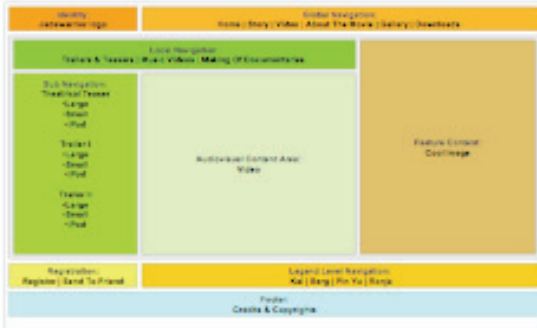 Identity:
Jadewarrior logo
Global Navigation:
Home | Story | Video | About The Movie | Gallery | Downloads
Local Navigation:
Trailers & Teasers | Music Videos | Making Of Documentaries
Sub Navigation:
Theatrical Teaser
-Large
-Small
-iPod
Trailer I
-Large
-Small
-iPod
Trailer II
-Large
-Small
-iPod
Audiovisual Content Area:
Video
Feature Content:
Cool Image
Registration:
Register | Send To Friend
Legend Level Navigation:
Kai | Berg | Pin Yu | Ronja
Footer:
Credits & Copyrights